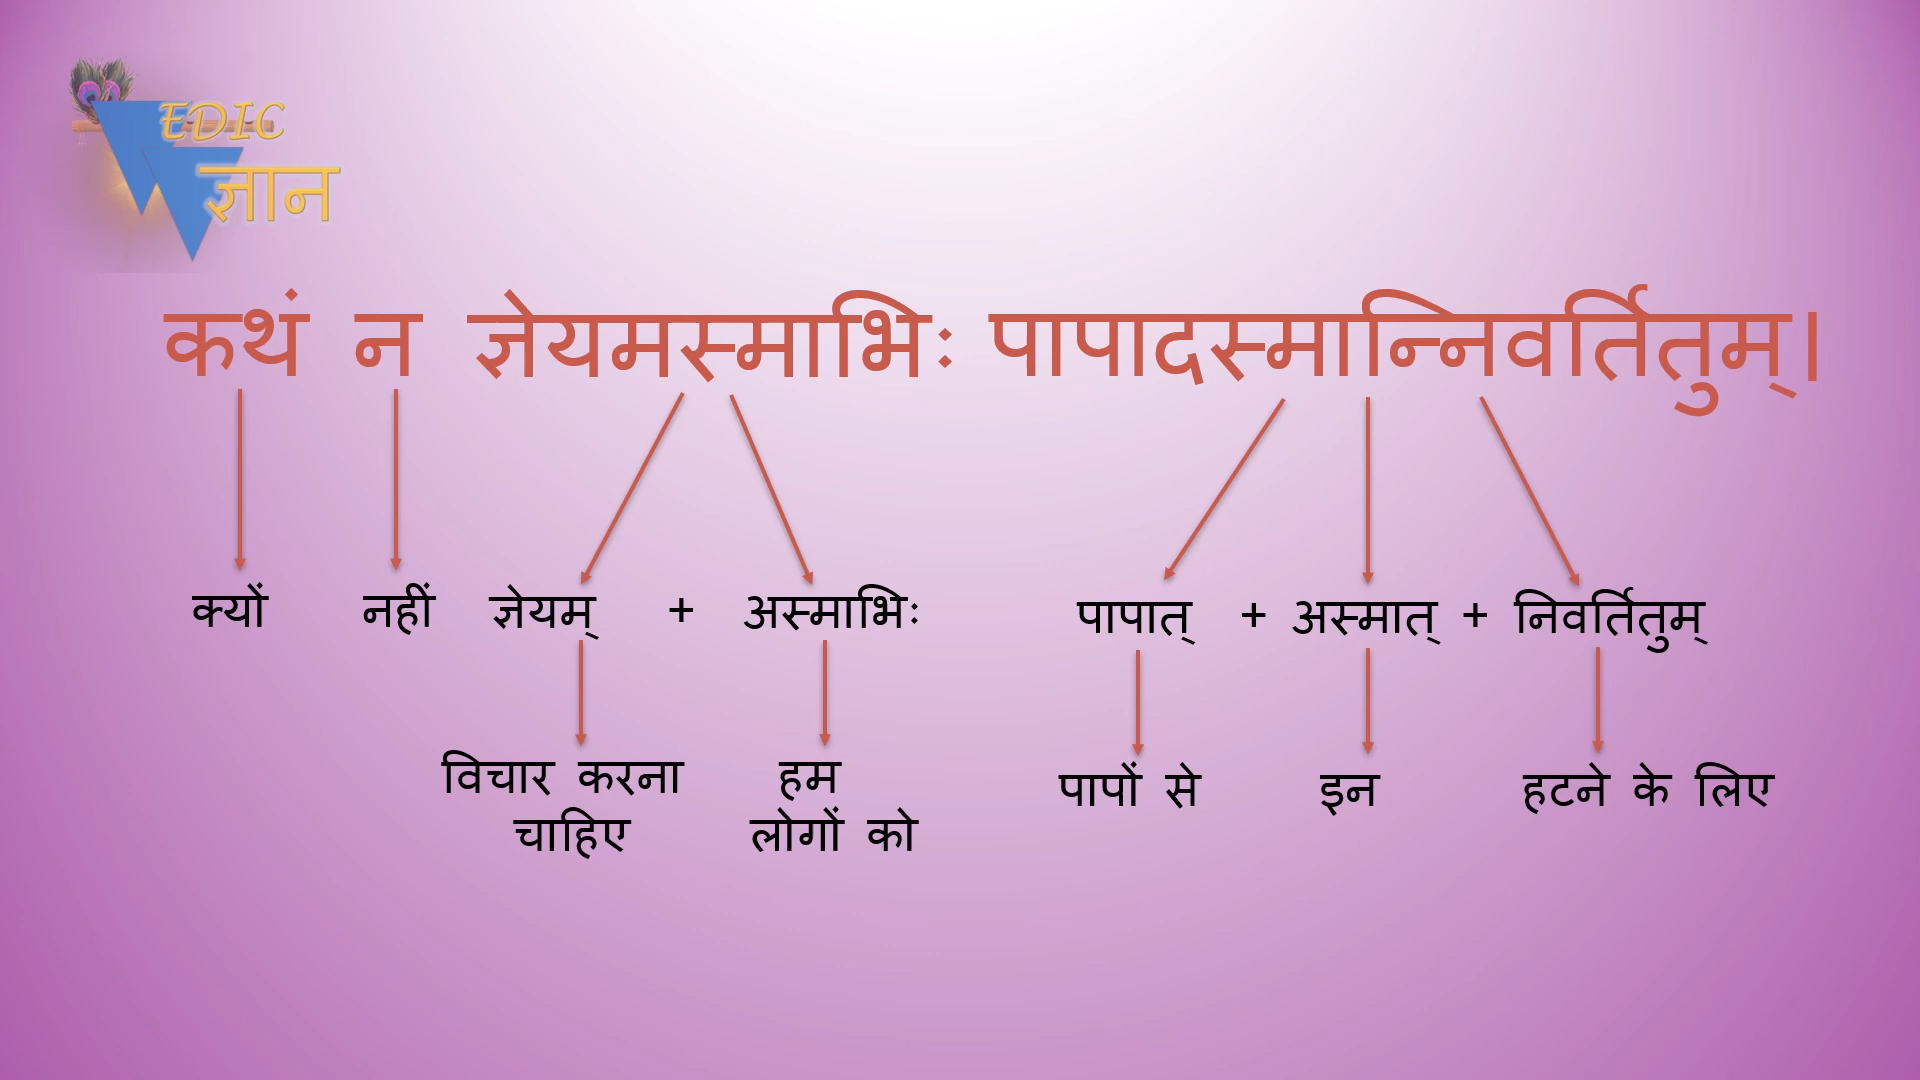 EDIC
ज्ञान
कथं न ज्ञेयमस्माभिः पापादस्मान्निवर्तितुम्।
क्यों नहीं ज्ञेयम् + अस्माभिः पापात् + अस्मात् + निवर्तितुम्
विचार करना हम पापों से इन हटने के लिए
चाहिए लोगों को